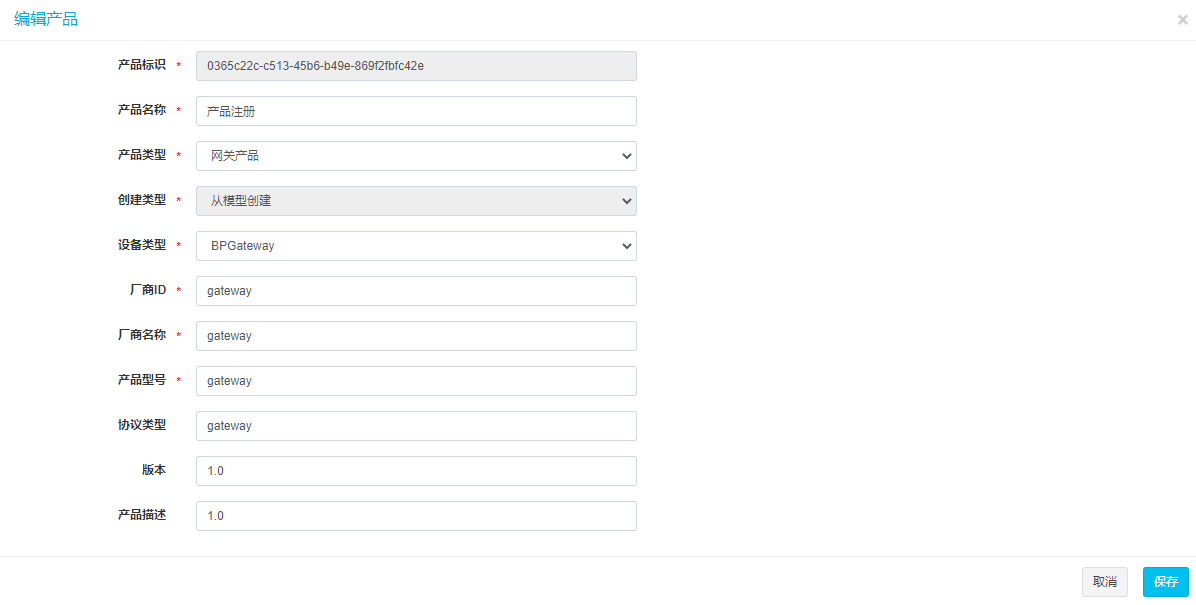 编辑产品
×
产品标识 * 0365c22c-c513-45b6-b49e-869f2fbfc42e
产品名称 * 产品注册
产品类型 * 网关产品
创建类型 * 从模型创建
设备类型 * BPGateway
厂商ID * gateway
厂商名称 * gateway
产品型号 * gateway
协议类型 gateway
版本 1.0
产品描述 1.0
取消 保存